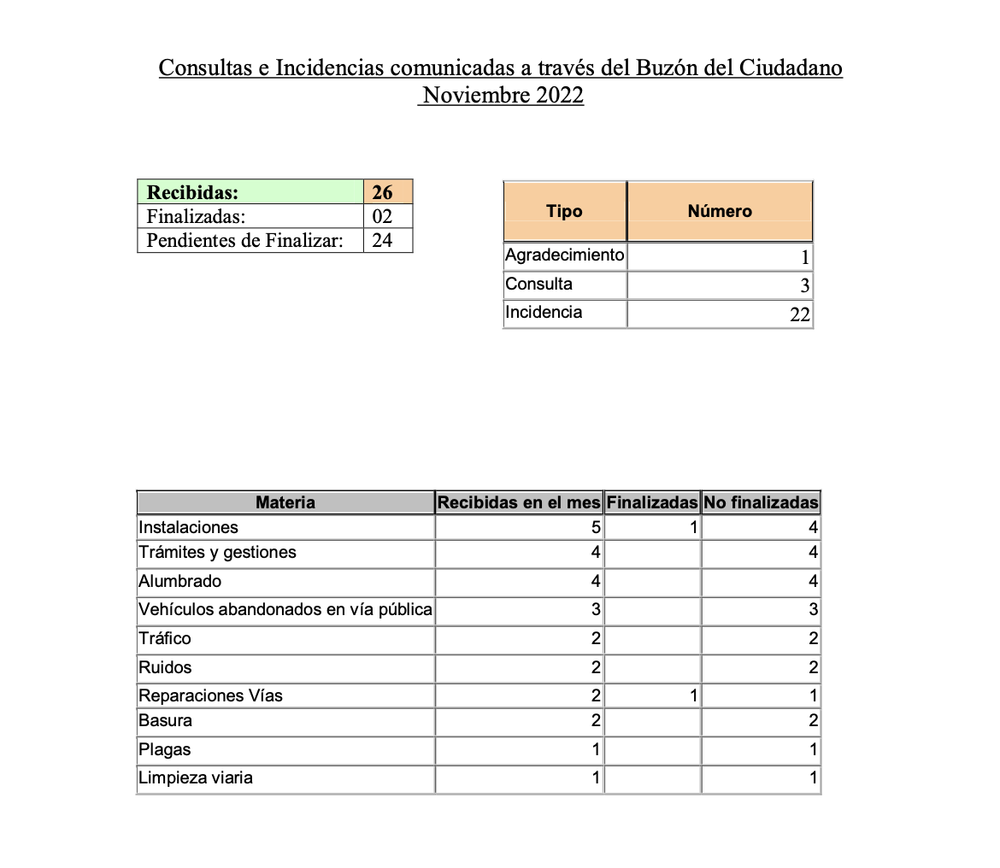 Consultas e Incidencias comunicadas a través del Buzón del Ciudadano
Noviembre 2022
Recibidas: 26
Finalizadas: 02
Pendientes de Finalizar: 24
Tipo Número
Agradecimiento 1
Consulta 3
Incidencia 22
Materia Recibidas en el mes Finalizadas No finalizadas
Instalaciones 5 1 4
Trámites y gestiones 4 4
Alumbrado 4 4
Vehículos abandonados en vía pública 3 3
Tráfico 2 2
Ruidos 2 2
Reparaciones Vías 2 1 1
Basura 2 2
Plagas 1 1
Limpieza viaria 1 1